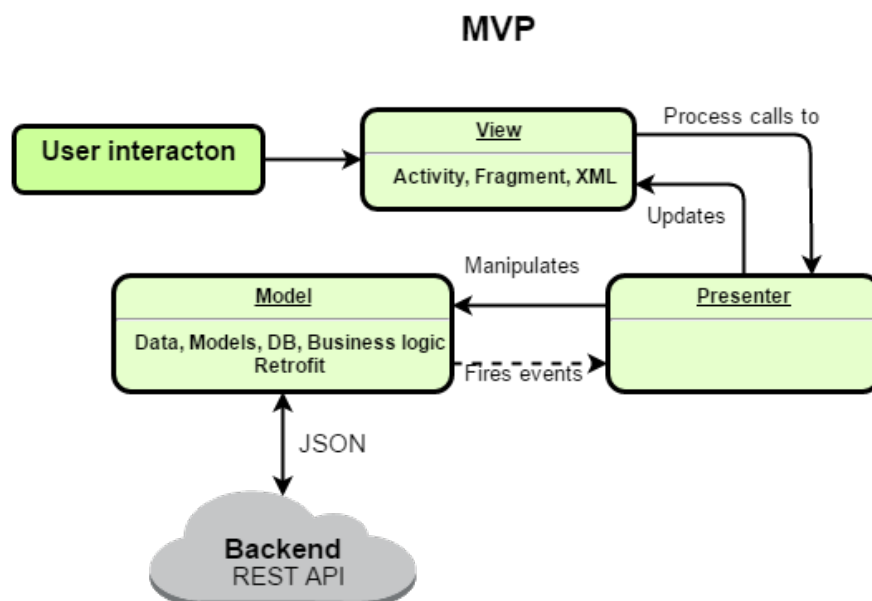 MVP
User interacton
View
Activity, Fragment, XML
Process calls to
Updates
Manipulates
Model
Data, Models, DB, Business logic
Retrofit
Presenter
Fires events
JSON
Backend
REST API